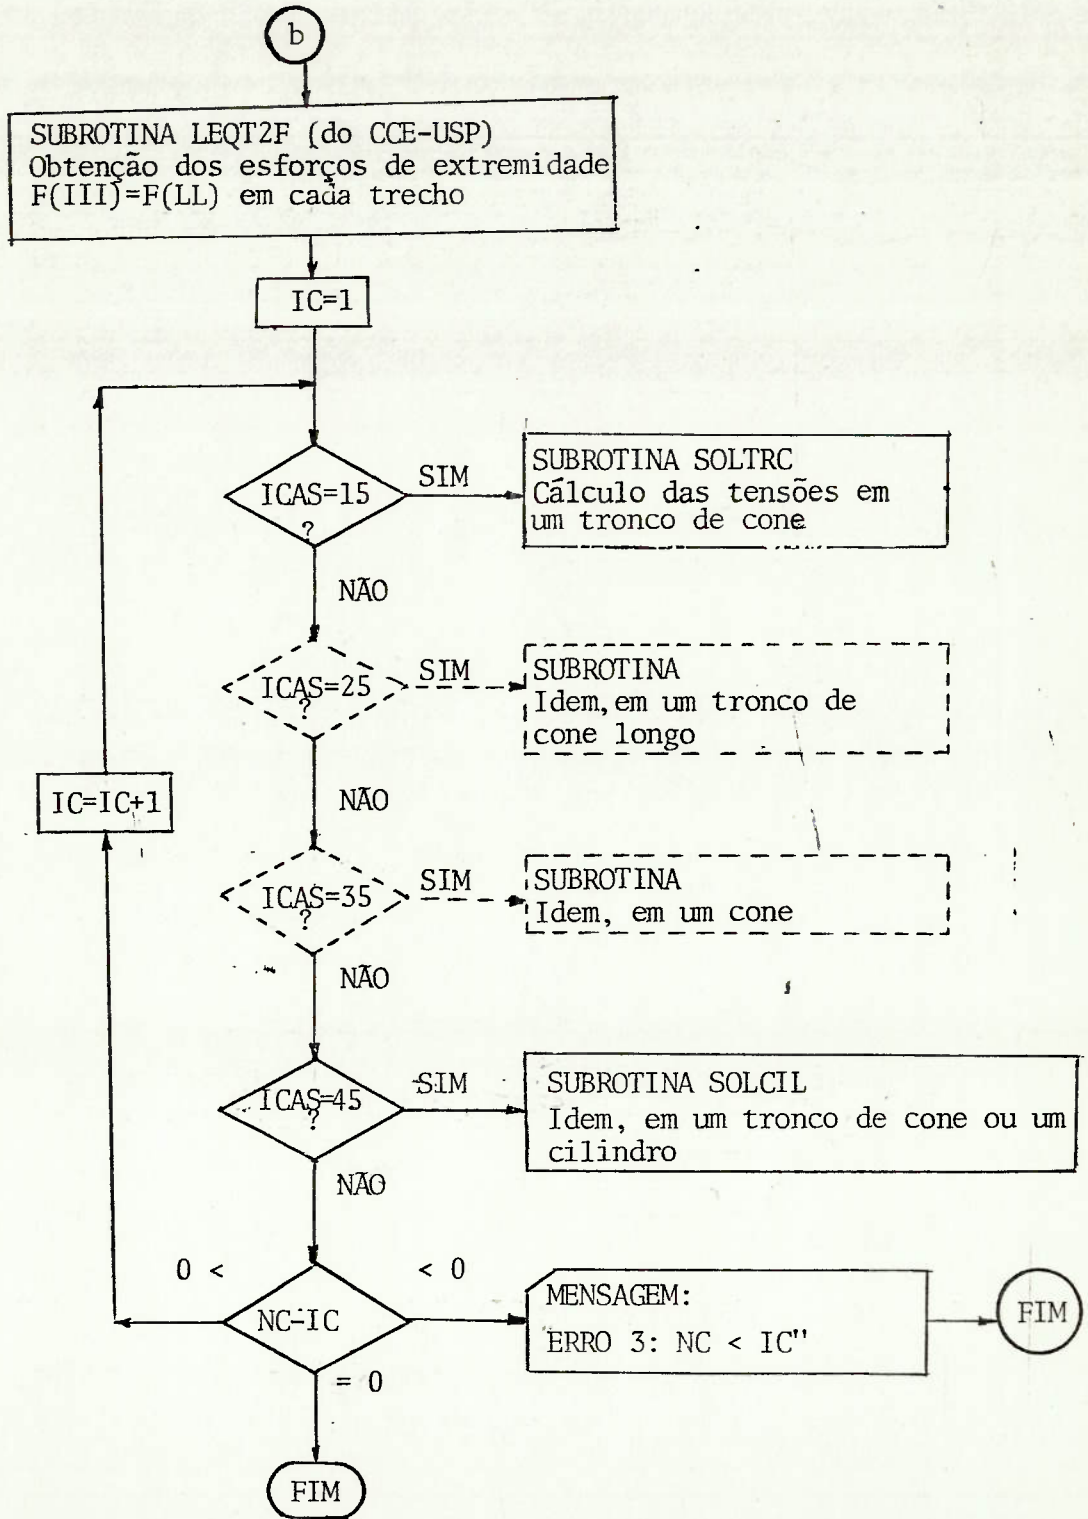 b
SUBROTINA LEQT2F (do CCE-USP)
Obtenção dos esforços de extremidade
F(III)=F(LL) em cada trecho
IC=1
ICAS=15
?
SIM
SUBROTINA SOLTRC
Cálculo das tensões em
um tronco de cone
NÃO
ICAS=25
?
SIM
SUBROTINA
Idem, em um tronco de
cone longo
IC=IC+1
NÃO
ICAS=35
?
SIM
SUBROTINA
Idem, em um cone
NÃO
ICAS=45
?
SIM
SUBROTINA SOLCIL
Idem, em um tronco de cone ou um
cilindro
NÃO
0 <
< 0
NC-IC
MENSAGEM:
ERRO 3: NC < IC"
FIM
= 0
FIM